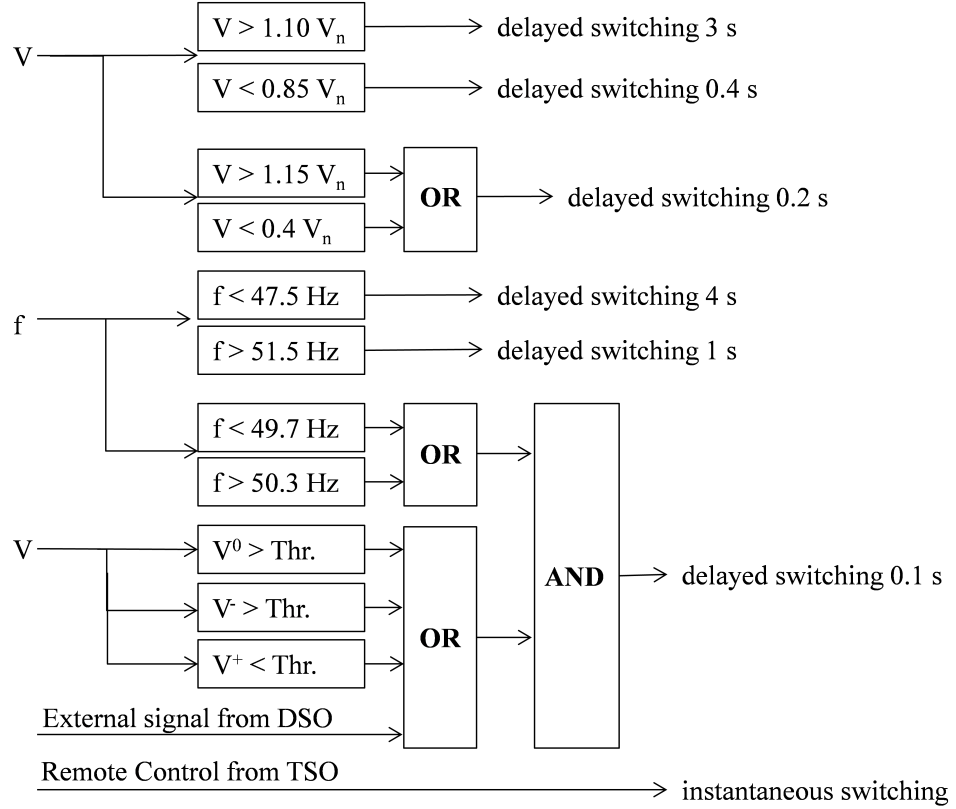 V > 1.10 Vn
delayed switching 3 s
V
V < 0.85 Vn
delayed switching 0.4 s
V > 1.15 Vn
OR
delayed switching 0.2 s
V < 0.4 Vn
f < 47.5 Hz
delayed switching 4 s
f
f > 51.5 Hz
delayed switching 1 s
f < 49.7 Hz
OR
f > 50.3 Hz
V
V⁰ > Thr.
AND
delayed switching 0.1 s
V⁻ > Thr.
OR
V⁺ < Thr.
External signal from DSO
Remote Control from TSO
instantaneous switching